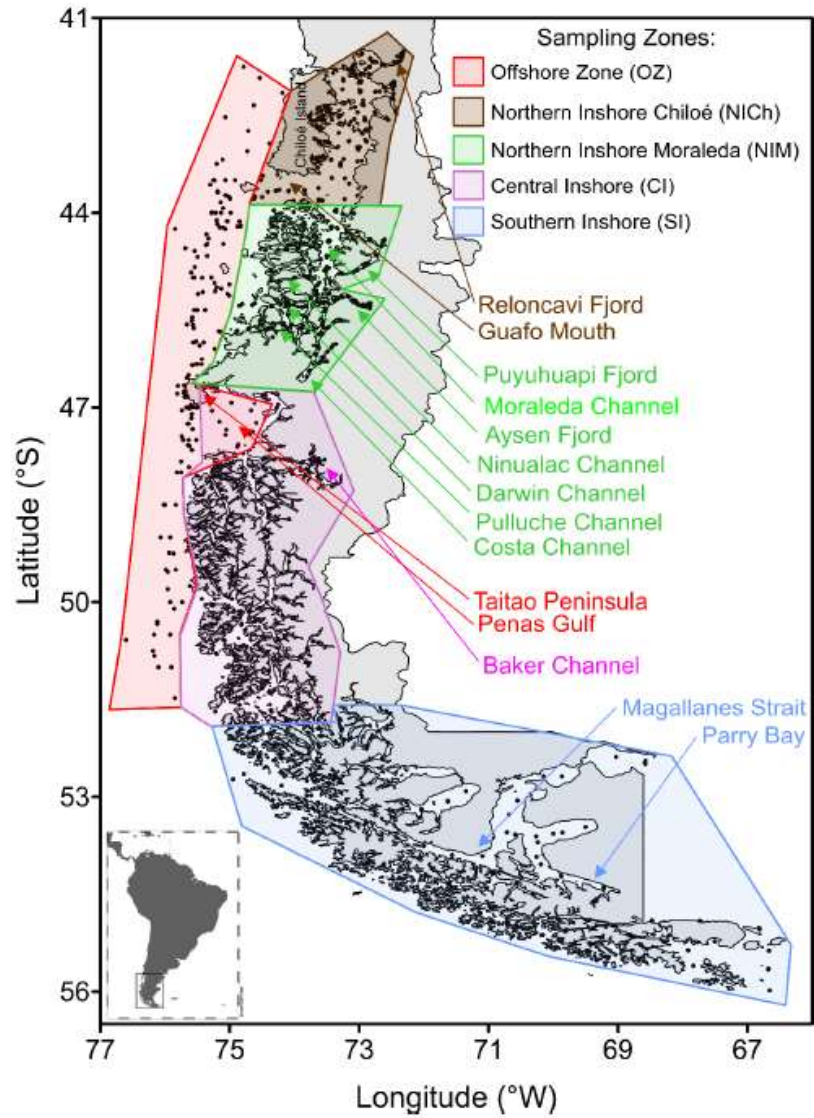 Sampling Zones:
Offshore Zone (OZ)
Northern Inshore Chiloé (NICh)
Northern Inshore Moraleda (NIM)
Central Inshore (CI)
Southern Inshore (SI)
Chiloé Island
Reloncavi Fjord
Guafo Mouth
Puyuhuapi Fjord
Moraleda Channel
Aysen Fjord
Ninualac Channel
Darwin Channel
Pulluche Channel
Costa Channel
Taitao Peninsula
Penas Gulf
Baker Channel
Magallanes Strait
Parry Bay
41
44
47
50
53
56
Latitude (°S)
77
75
73
71
69
67
Longitude (°W)